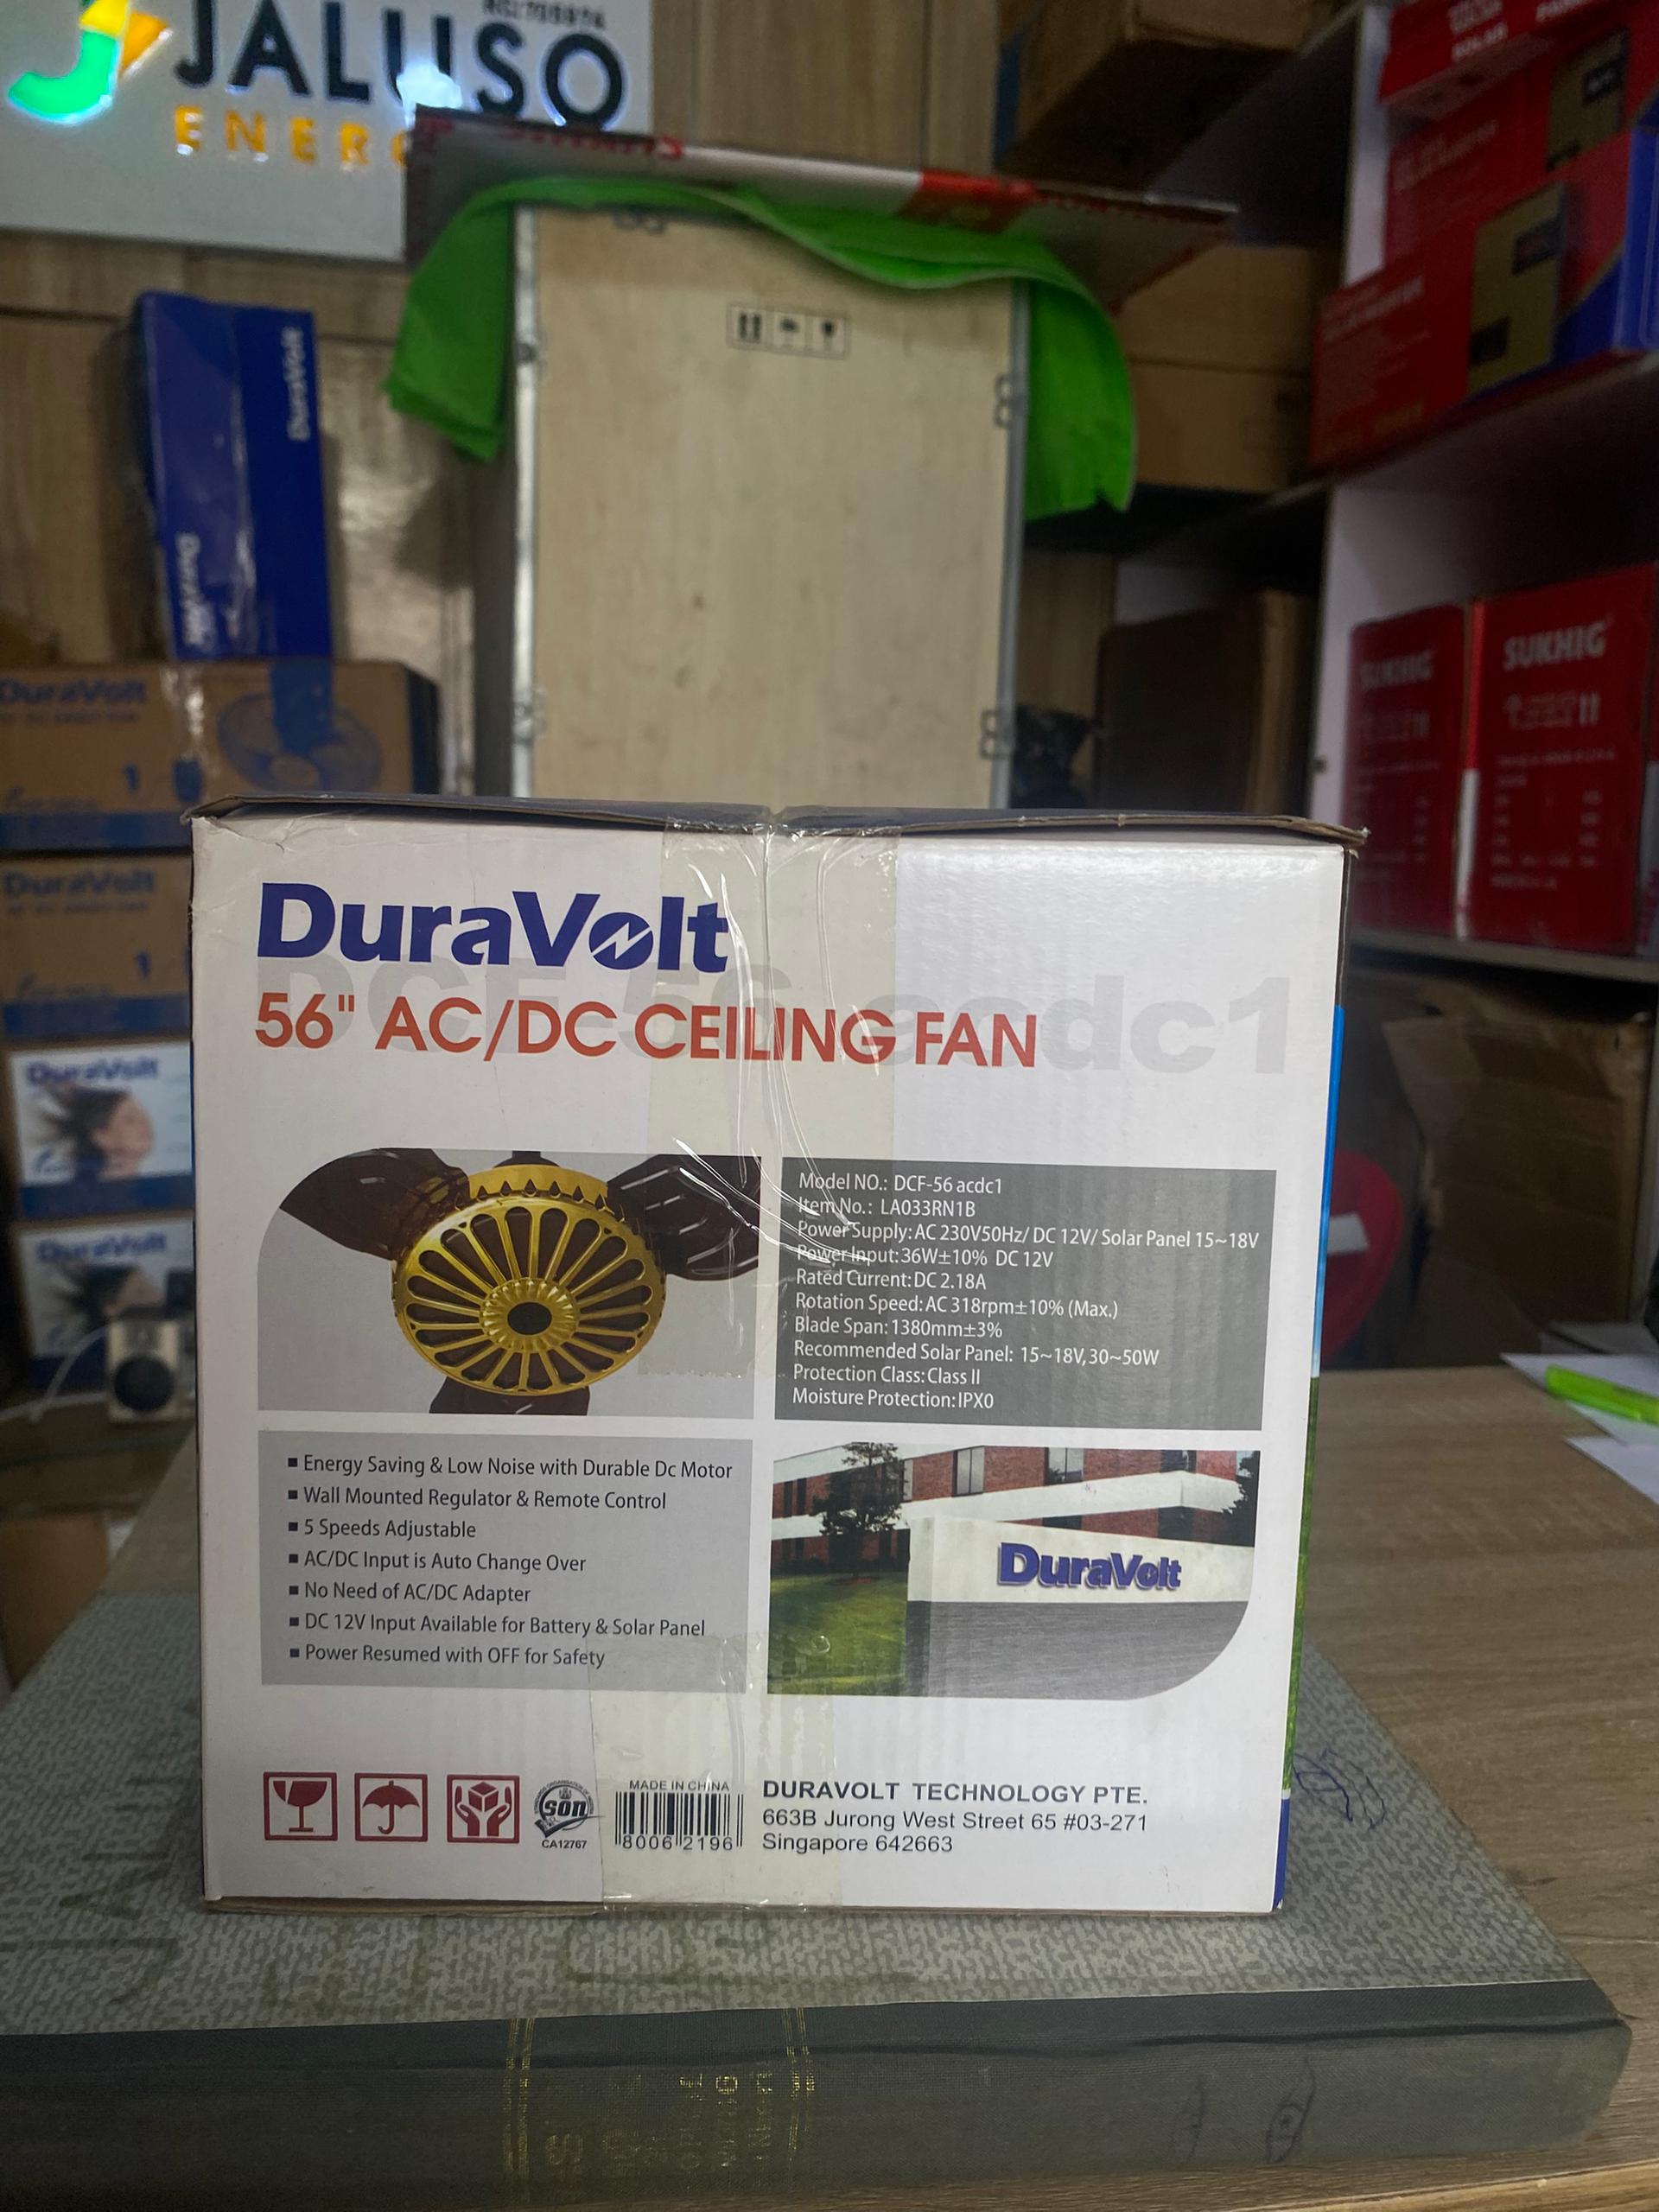 JALUSO
ENERG
DuraVolt
DuraVolt
DuraVolt
1
DuraVolt
1
DuraVolt
DuraVolt
SUKHIG
SUKHIG
DuraVolt
DCF-56 acdc1
56" AC/DC CEILING FAN
Model NO.: DCF-56 acdc1
Item No.: LA033RN1B
Power Supply: AC 230V50Hz/ DC 12V/ Solar Panel 15~18V
Power Input: 36W±10% DC 12V
Rated Current: DC 2.18A
Rotation Speed: AC 318rpm±10% (Max.)
Blade Span: 1380mm±3%
Recommended Solar Panel: 15~18V, 30~50W
Protection Class: Class II
Moisture Protection: IPX0
■ Energy Saving & Low Noise with Durable Dc Motor
■ Wall Mounted Regulator & Remote Control
■ 5 Speeds Adjustable
■ AC/DC Input is Auto Change Over
■ No Need of AC/DC Adapter
■ DC 12V Input Available for Battery & Solar Panel
■ Power Resumed with OFF for Safety
DuraVolt
SON
CA12767
MADE IN CHINA
8006 2196
DURAVOLT TECHNOLOGY PTE.
663B Jurong West Street 65 #03-271
Singapore 642663